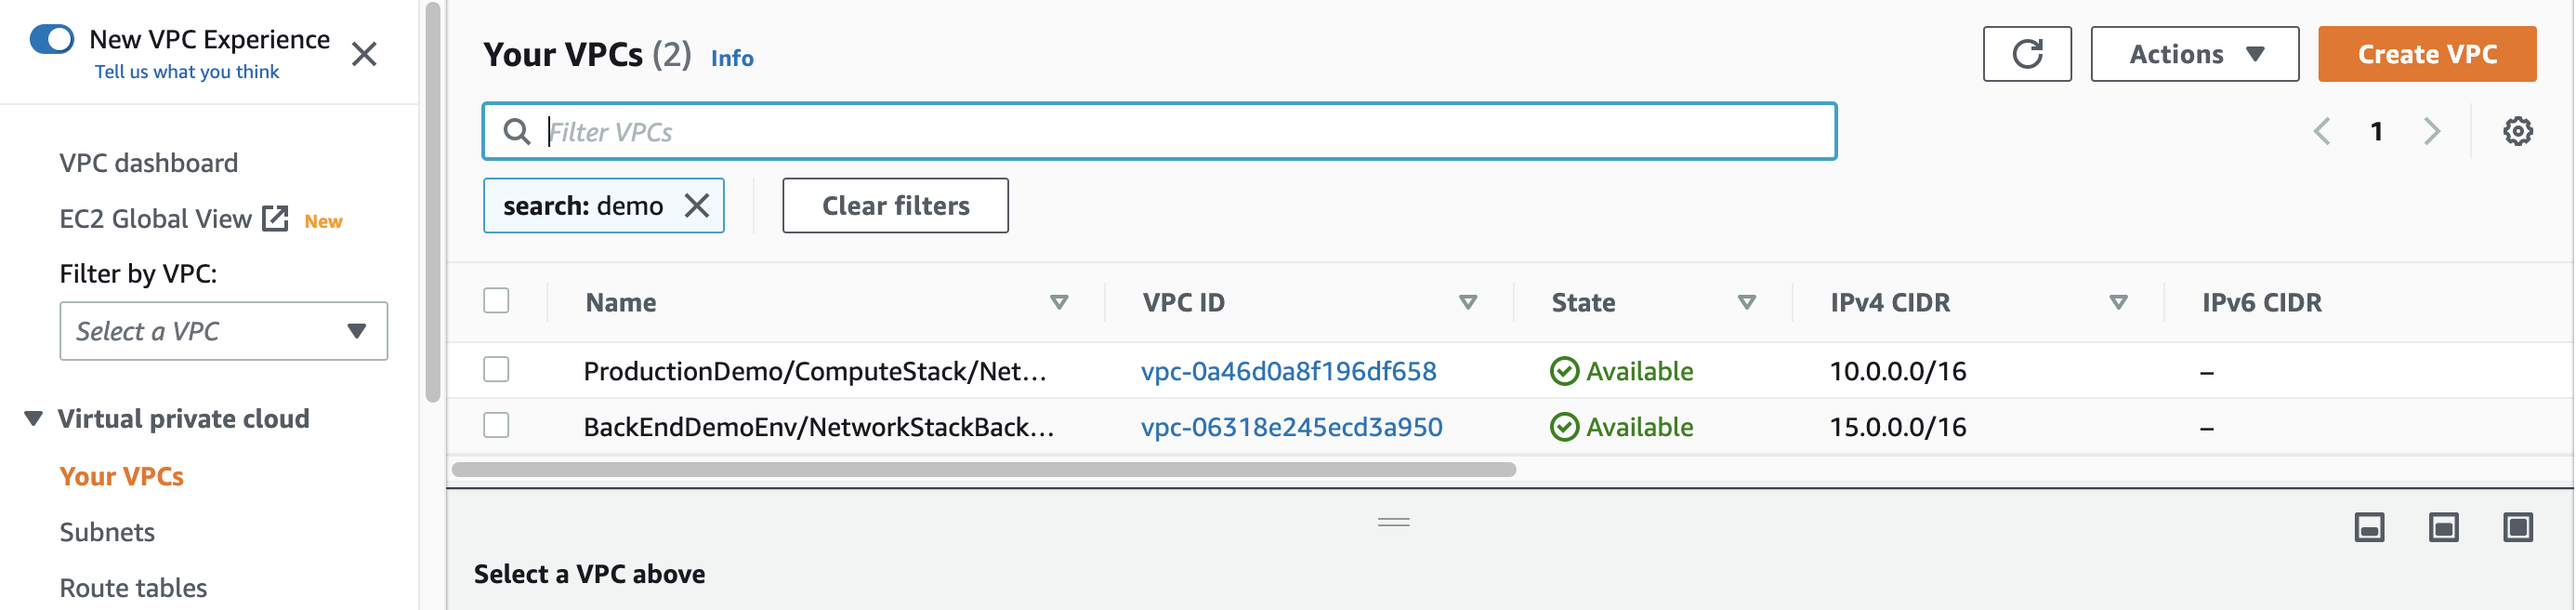 New VPC Experience
Tell us what you think
VPC dashboard
EC2 Global View New
Filter by VPC:
Select a VPC
Virtual private cloud
Your VPCs
Subnets
Route tables
Your VPCs (2) Info
Actions
Create VPC
Filter VPCs
1
search: demo
Clear filters
Name VPC ID State IPv4 CIDR IPv6 CIDR
ProductionDemo/ComputeStack/Net... vpc-0a46d0a8f196df658 Available 10.0.0.0/16 –
BackEndDemoEnv/NetworkStackBack... vpc-06318e245ecd3a950 Available 15.0.0.0/16 –
Select a VPC above